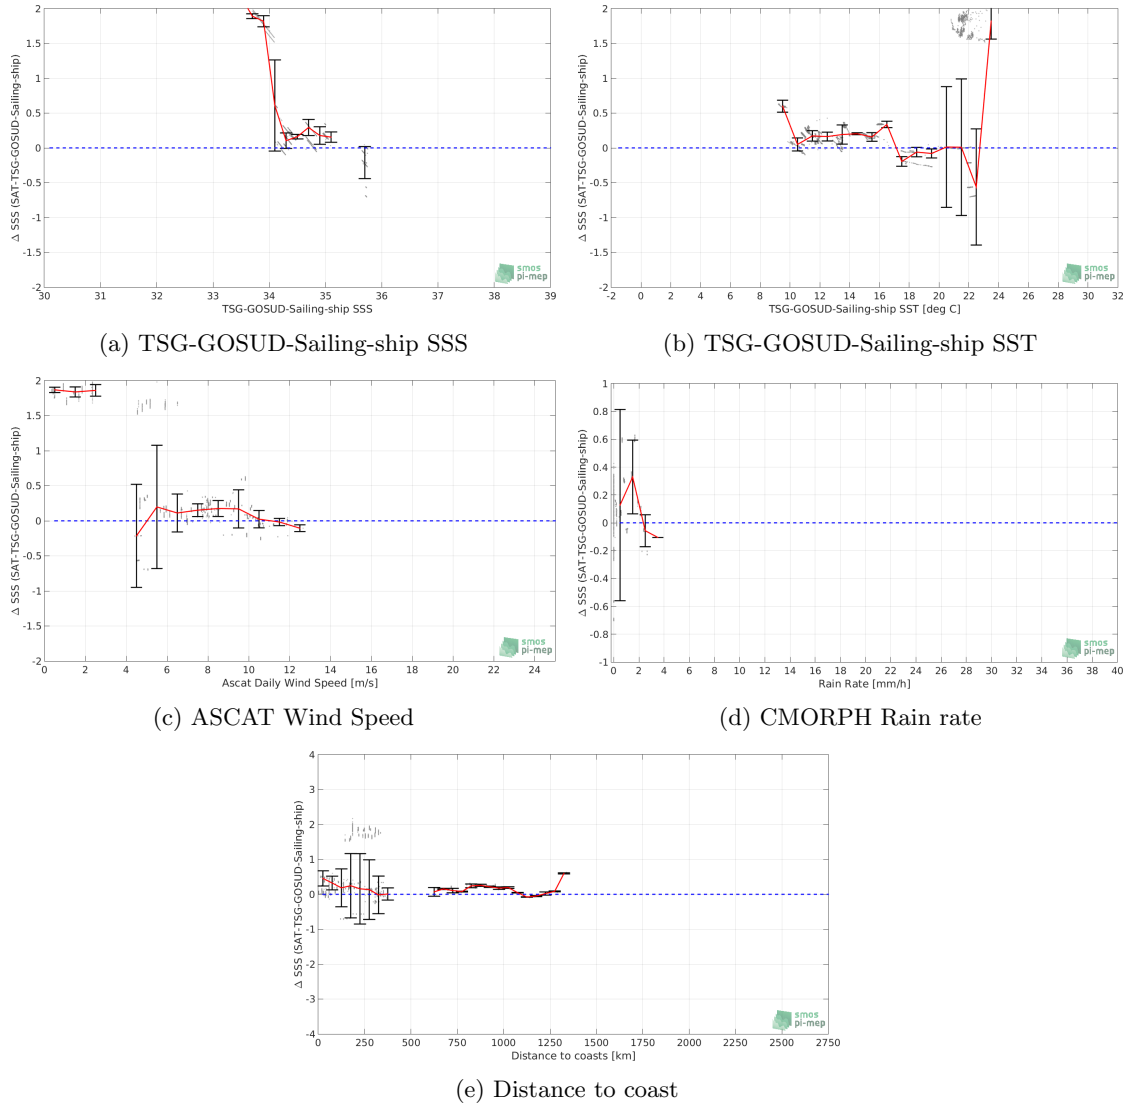 2
1.5
1
0.5
0
-0.5
-1
-1.5
-2
Δ SSS (SAT-TSG-GOSUD-Sailing-ship)
30 31 32 33 34 35 36 37 38 39
TSG-GOSUD-Sailing-ship SSS
smos
pi-mep
(a) TSG-GOSUD-Sailing-ship SSS
2
1.5
1
0.5
0
-0.5
-1
-1.5
-2
Δ SSS (SAT-TSG-GOSUD-Sailing-ship)
-2 0 2 4 6 8 10 12 14 16 18 20 22 24 26 28 30 32
TSG-GOSUD-Sailing-ship SST [deg C]
smos
pi-mep
(b) TSG-GOSUD-Sailing-ship SST
2
1.5
1
0.5
0
-0.5
-1
-1.5
-2
Δ SSS (SAT-TSG-GOSUD-Sailing-ship)
0 2 4 6 8 10 12 14 16 18 20 22 24
Ascat Daily Wind Speed [m/s]
smos
pi-mep
(c) ASCAT Wind Speed
1
0.8
0.6
0.4
0.2
0
-0.2
-0.4
-0.6
-0.8
-1
Δ SSS (SAT-TSG-GOSUD-Sailing-ship)
0 2 4 6 8 10 12 14 16 18 20 22 24 26 28 30 32 34 36 38 40
Rain Rate [mm/h]
smos
pi-mep
(d) CMORPH Rain rate
4
3
2
1
0
-1
-2
-3
-4
Δ SSS (SAT-TSG-GOSUD-Sailing-ship)
0 250 500 750 1000 1250 1500 1750 2000 2250 2500 2750
Distance to coasts [km]
smos
pi-mep
(e) Distance to coast